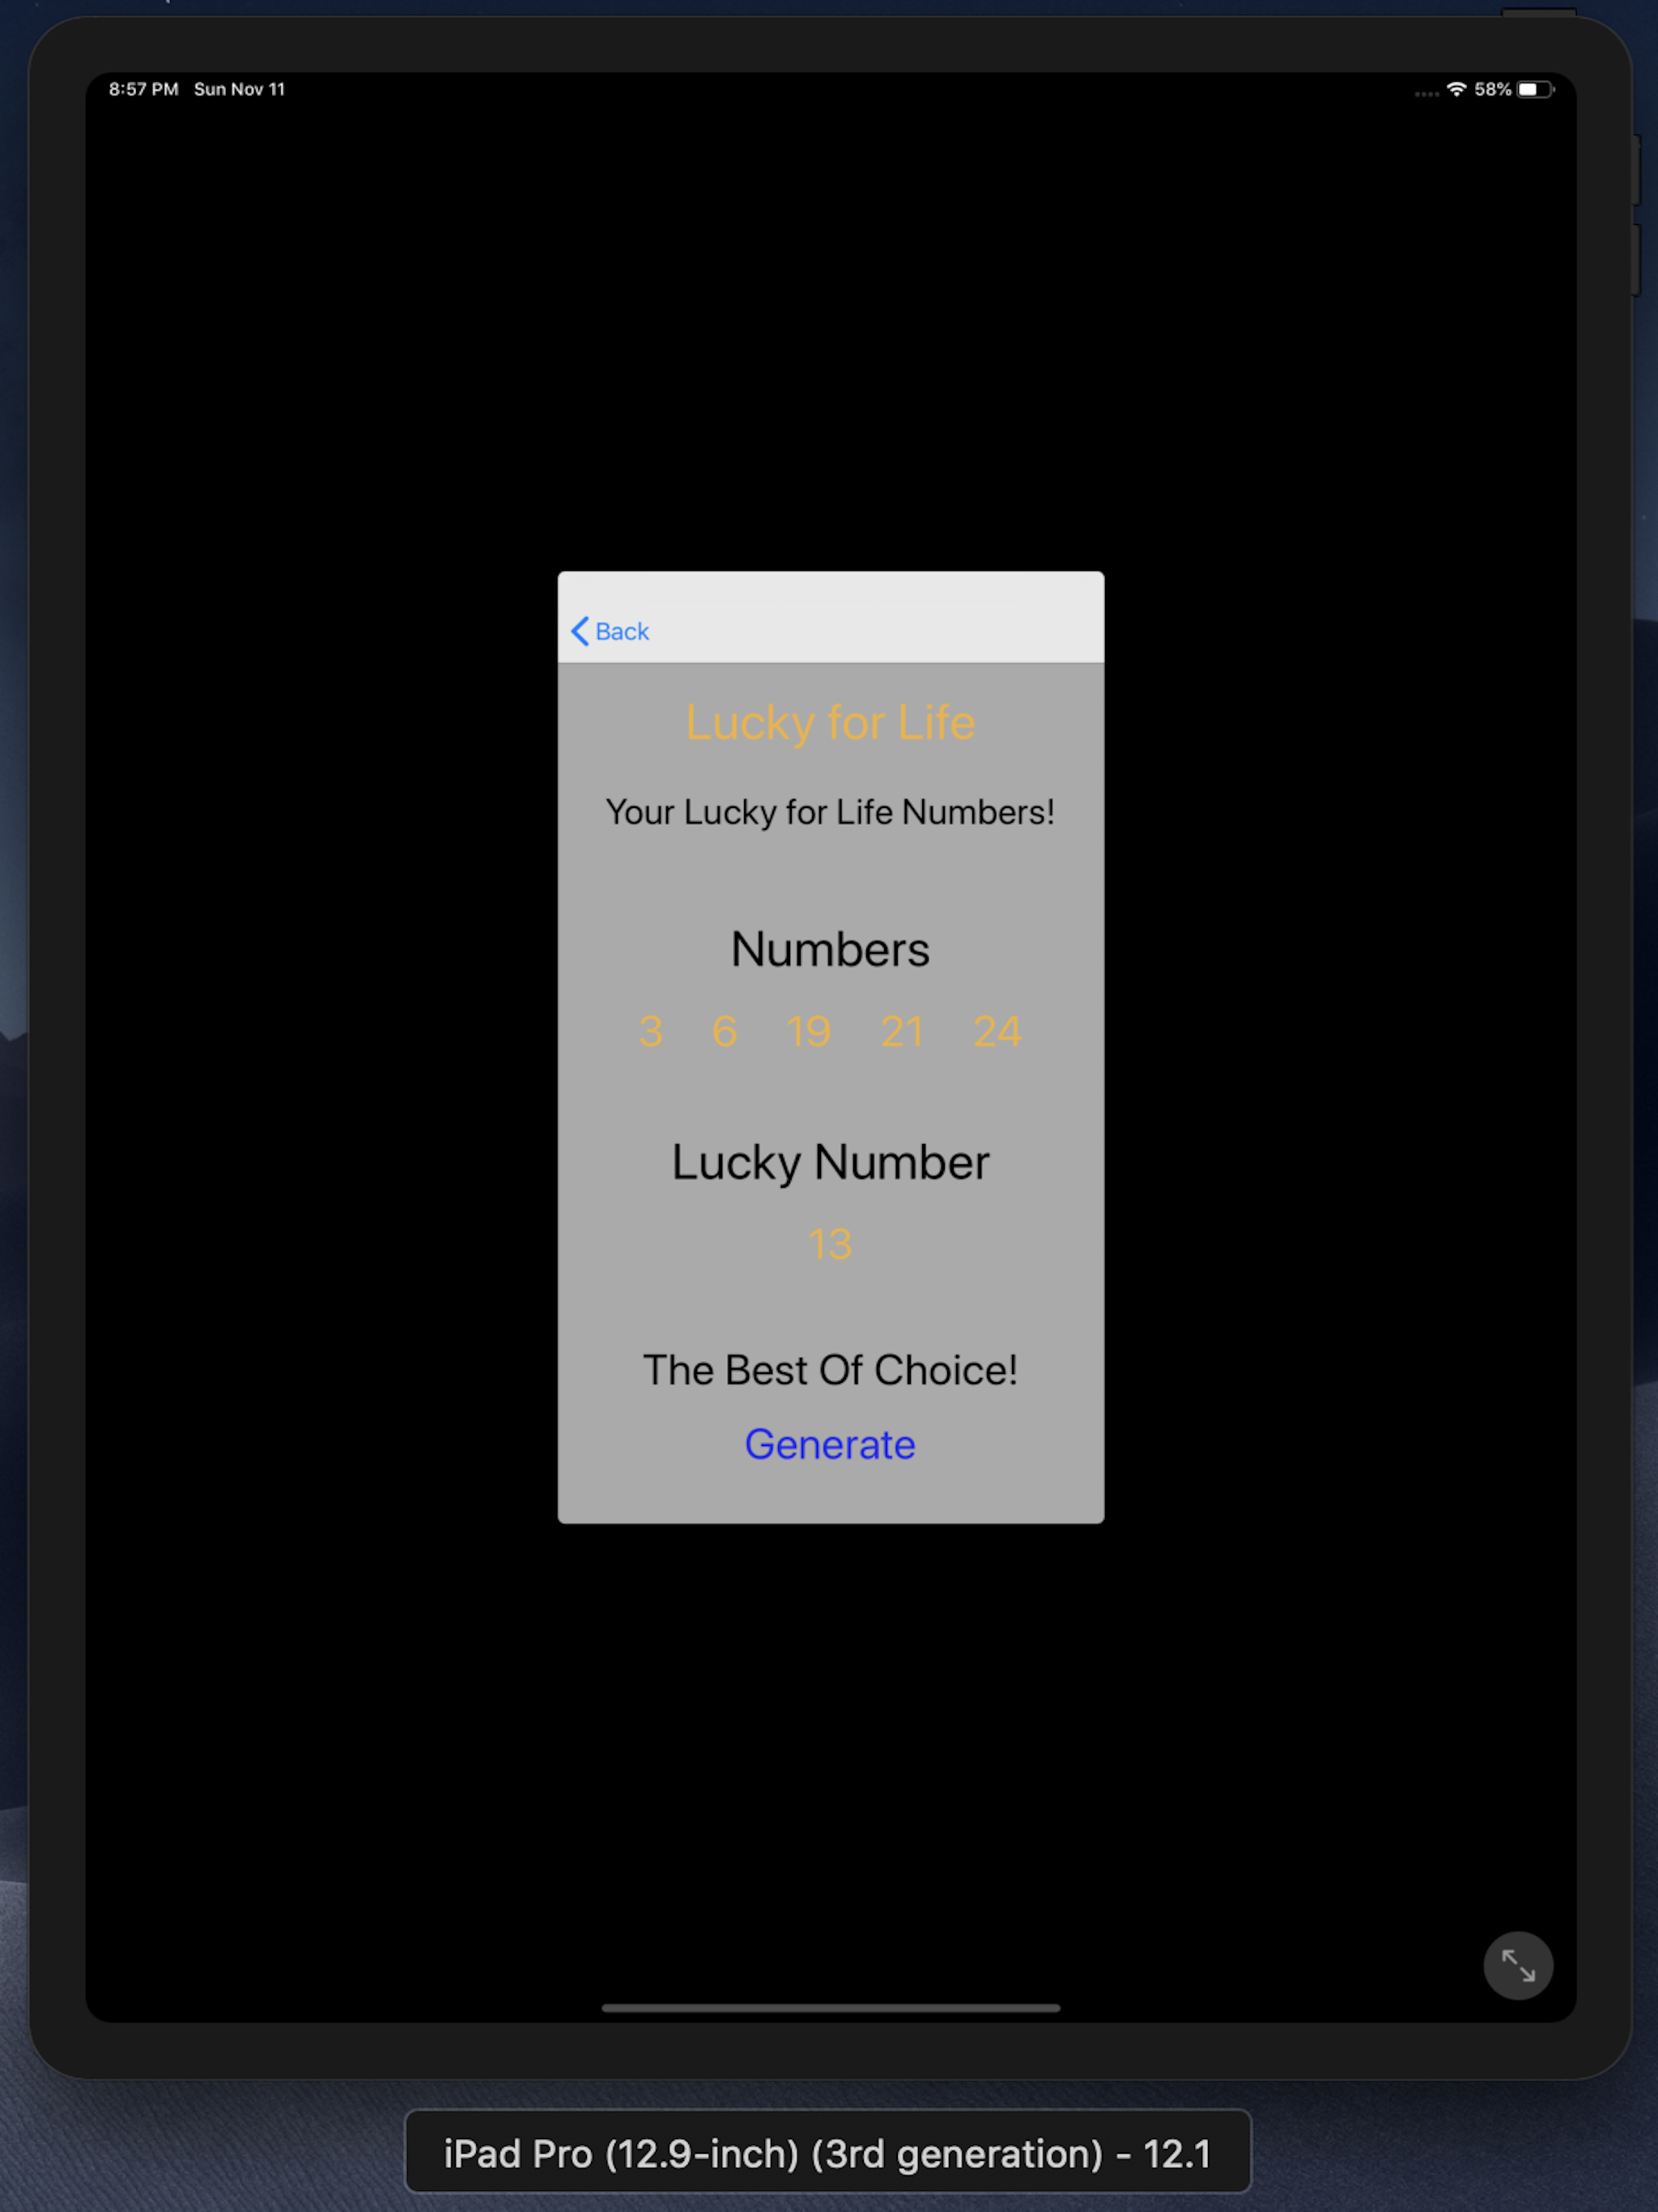 8:57 PM Sun Nov 11 58%
Back
Lucky for Life
Your Lucky for Life Numbers!
Numbers
3 6 19 21 24
Lucky Number
13
The Best Of Choice!
Generate
iPad Pro (12.9-inch) (3rd generation) - 12.1